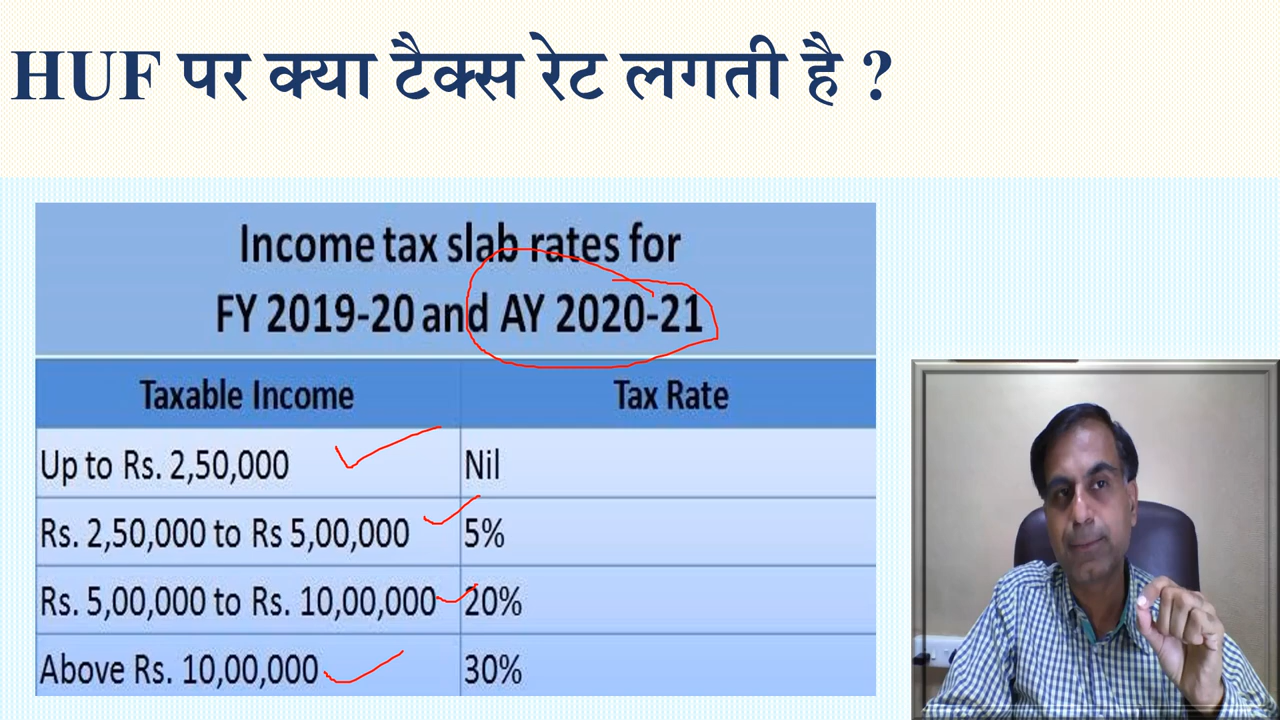 HUF पर क्या टैक्स रेट लगती है ?
Income tax slab rates for
FY 2019-20 and AY 2020-21
Taxable Income Tax Rate
Up to Rs. 2,50,000 Nil
Rs. 2,50,000 to Rs 5,00,000 5%
Rs. 5,00,000 to Rs. 10,00,000 20%
Above Rs. 10,00,000 30%